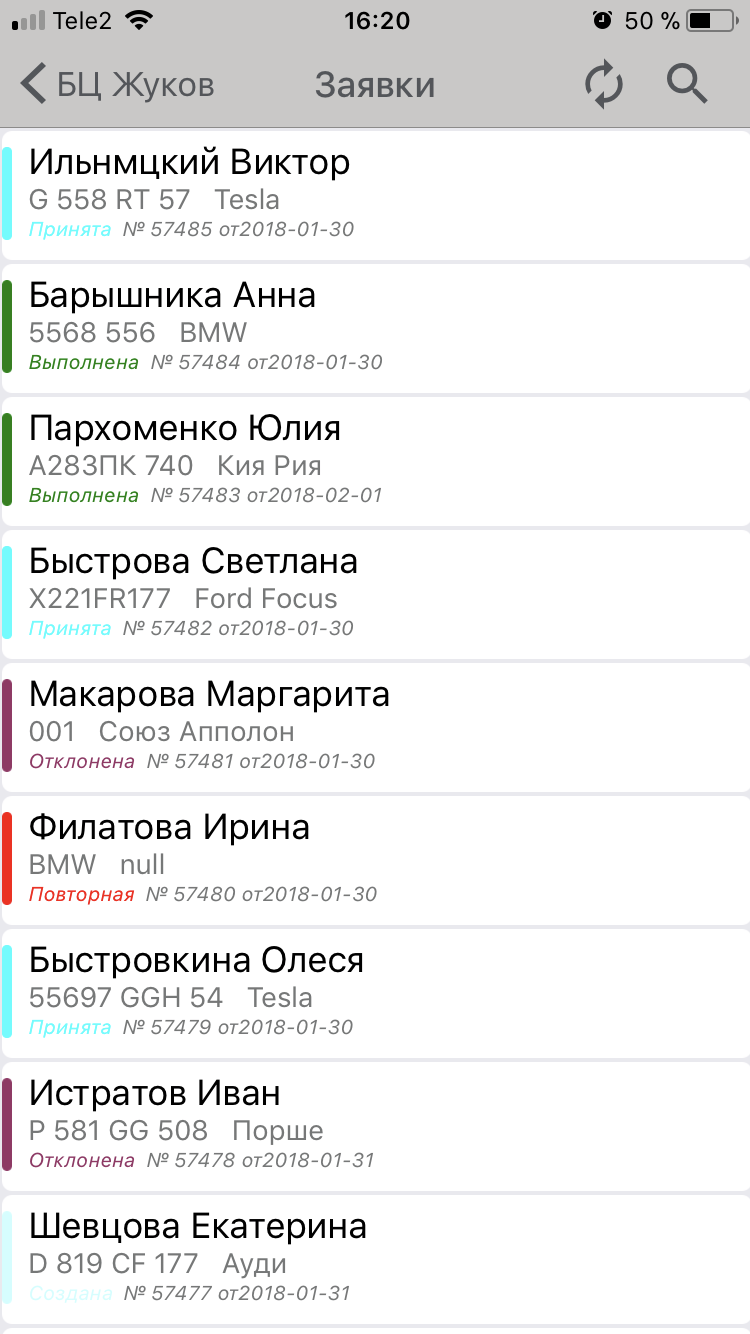 Tele2 16:20 50 %
БЦ Жуков Заявки
Ильнмцкий Виктор
G 558 RT 57 Tesla
Принята № 57485 от2018-01-30
Барышника Анна
5568 556 BMW
Выполнена № 57484 от2018-01-30
Пархоменко Юлия
А283ПК 740 Кия Рия
Выполнена № 57483 от2018-02-01
Быстрова Светлана
X221FR177 Ford Focus
Принята № 57482 от2018-01-30
Макарова Маргарита
001 Союз Апполон
Отклонена № 57481 от2018-01-30
Филатова Ирина
BMW null
Повторная № 57480 от2018-01-30
Быстровкина Олеся
55697 GGH 54 Tesla
Принята № 57479 от2018-01-30
Истратов Иван
P 581 GG 508 Порше
Отклонена № 57478 от2018-01-31
Шевцова Екатерина
D 819 CF 177 Ауди
Создана № 57477 от2018-01-31